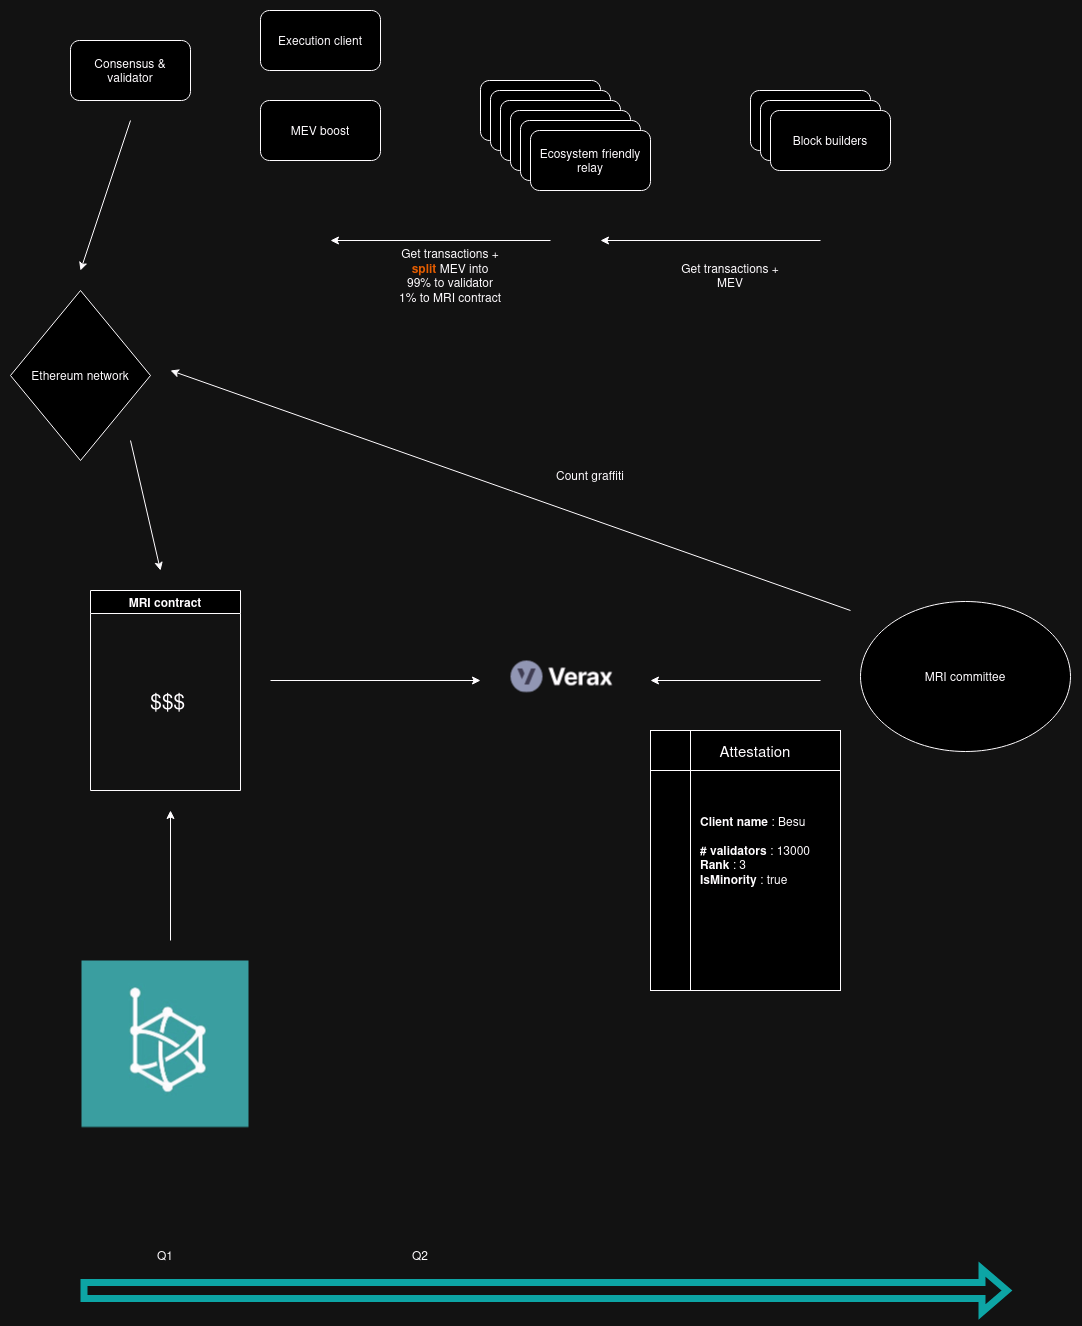 Execution client
Consensus &
validator
MEV boost
Ecosystem friendly
relay
Block builders
Get transactions +
split MEV into
99% to validator
1% to MRI contract
Get transactions +
MEV
Ethereum network
Count graffiti
MRI contract
$$$
Verax
MRI committee
Attestation
Client name : Besu
# validators : 13000
Rank : 3
IsMinority : true
Q1
Q2